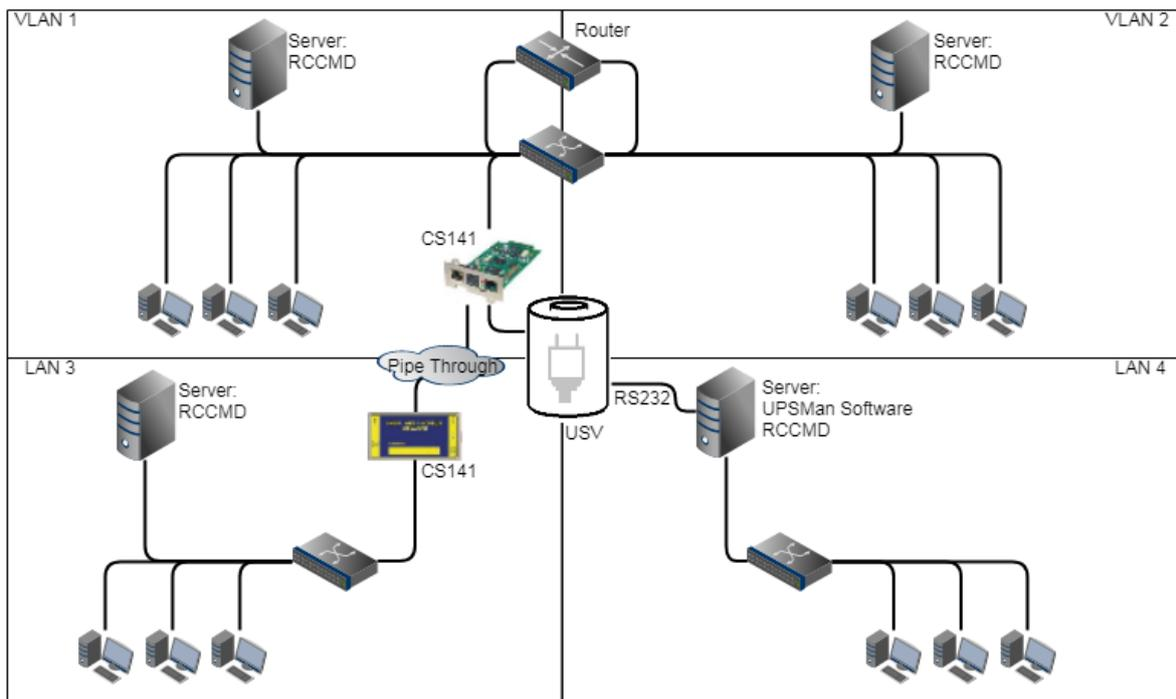 VLAN 1
VLAN 2
Server:
RCCMD
Router
Server:
RCCMD
CS141
LAN 3
LAN 4
Pipe Through
Server:
RCCMD
Server:
UPSMan Software
RCCMD
RS232
USV
CS141